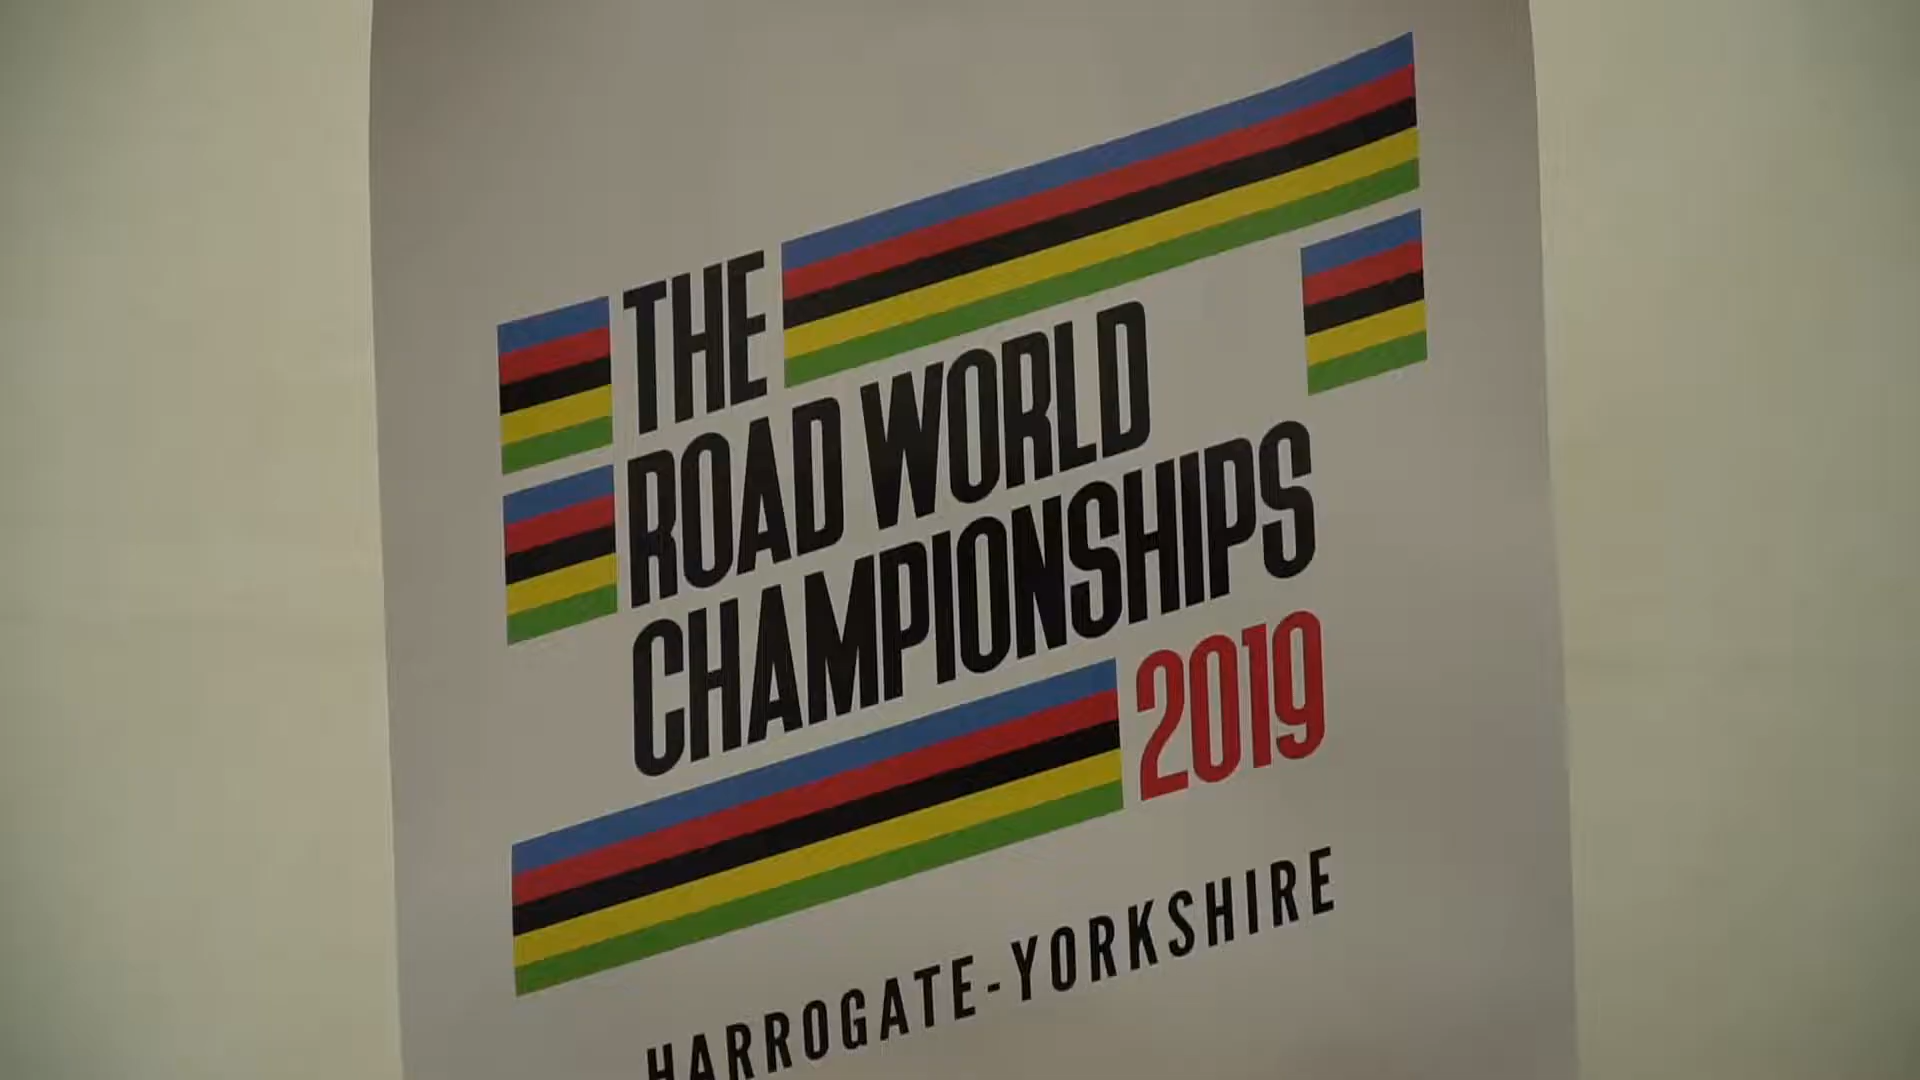 THE
ROAD WORLD
CHAMPIONSHIPS
2019
HARROGATE-YORKSHIRE